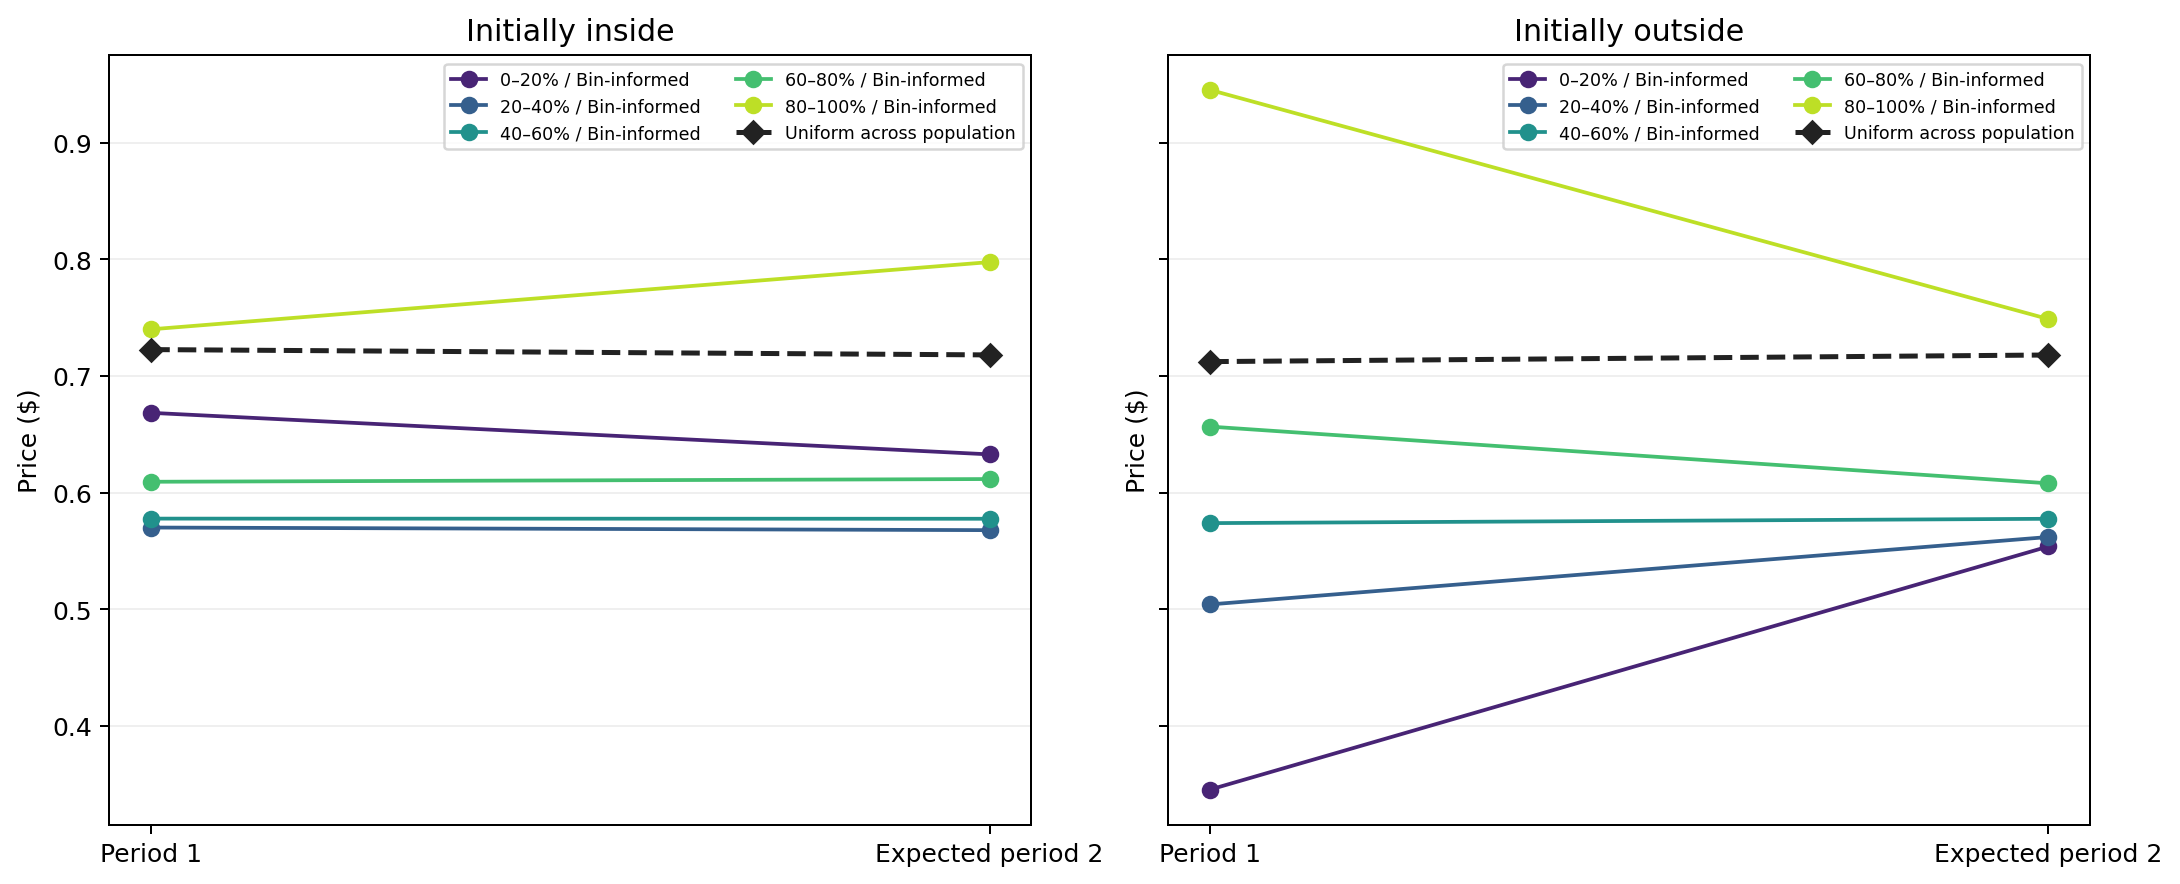 Initially inside
0–20% / Bin-informed
20–40% / Bin-informed
40–60% / Bin-informed
60–80% / Bin-informed
80–100% / Bin-informed
Uniform across population
Price ($)
0.9
0.8
0.7
0.6
0.5
0.4
Period 1
Expected period 2
Initially outside
0–20% / Bin-informed
20–40% / Bin-informed
40–60% / Bin-informed
60–80% / Bin-informed
80–100% / Bin-informed
Uniform across population
Price ($)
Period 1
Expected period 2